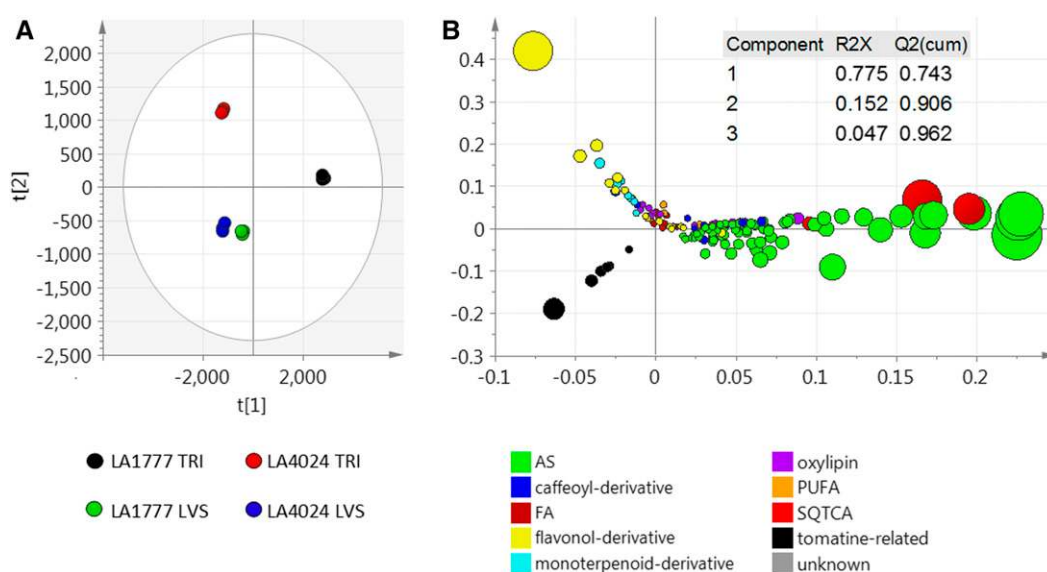 A
2,000
1,500
1,000
500
0
-500
-1,000
-1,500
-2,000
-2,500
t[2]
-2,000 2,000
t[1]
LA1777 TRI LA4024 TRI
LA1777 LVS LA4024 LVS
B
Component R2X Q2(cum)
1 0.775 0.743
2 0.152 0.906
3 0.047 0.962
0.4
0.3
0.2
0.1
0
-0.1
-0.2
-0.3
-0.1 -0.05 0 0.05 0.1 0.15 0.2
AS oxylipin
caffeoyl-derivative PUFA
FA SQTCA
flavonol-derivative tomatine-related
monoterpenoid-derivative unknown